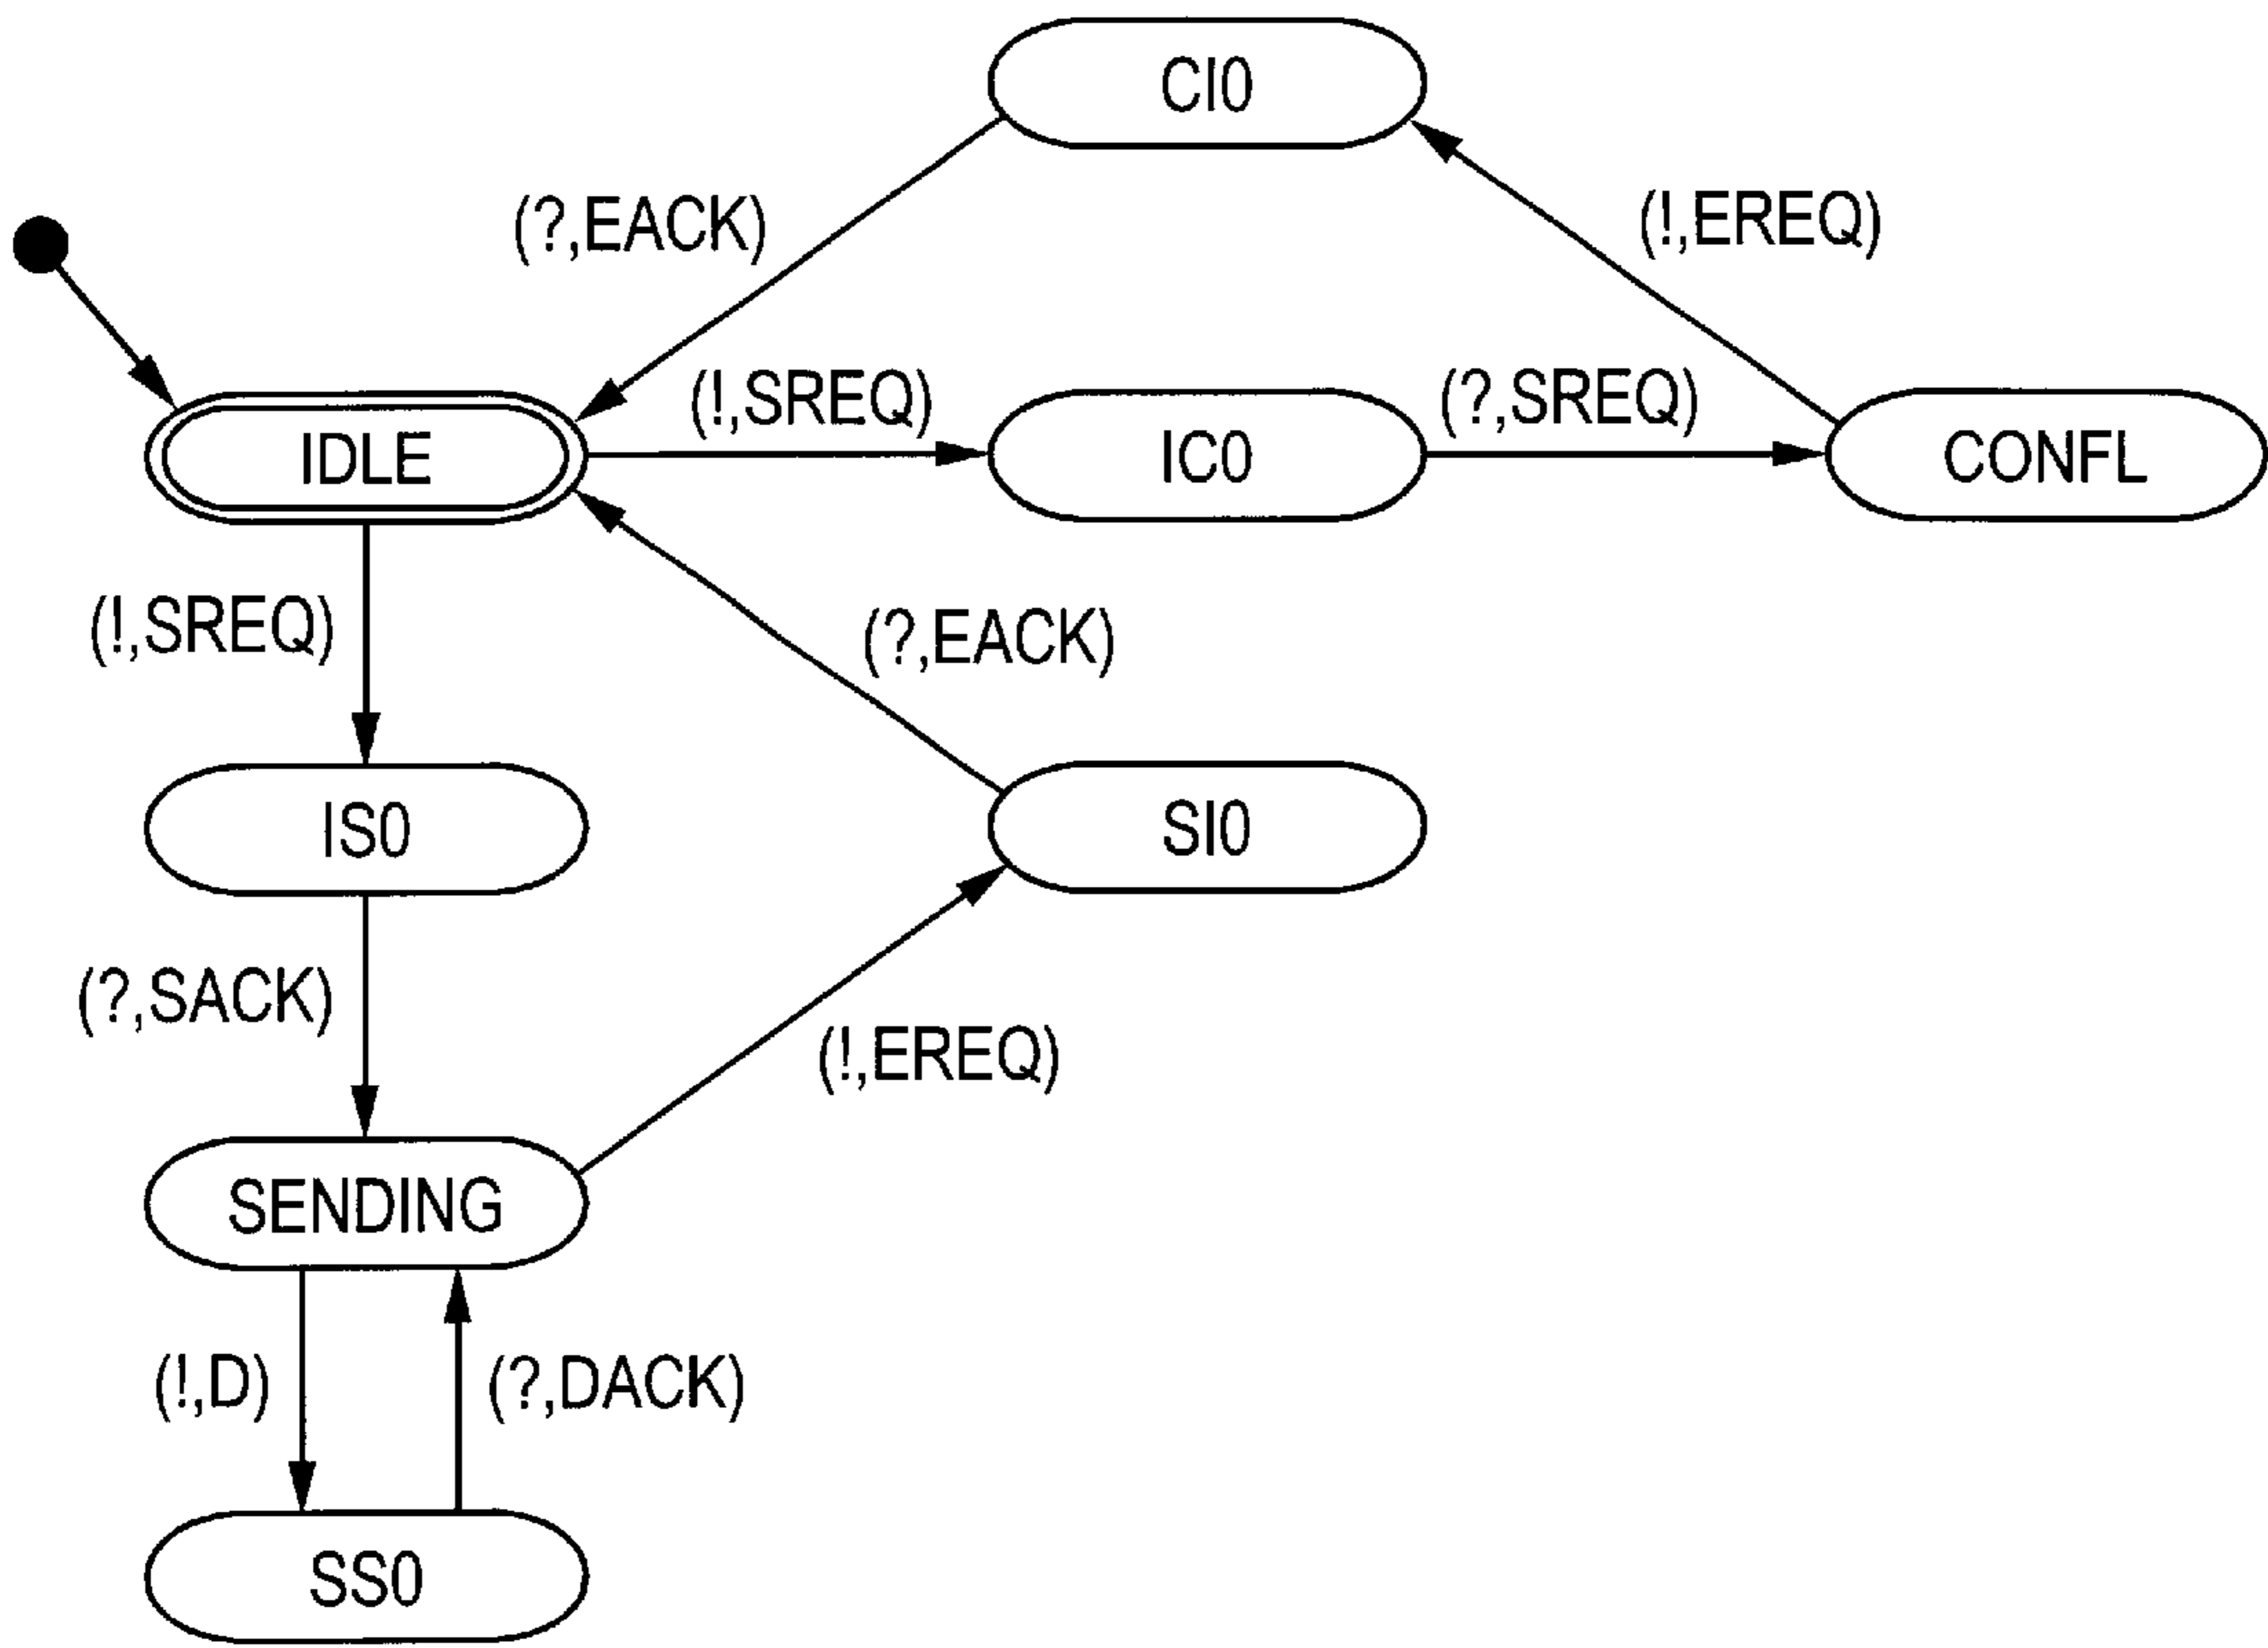 CI0
(?,EACK)
(!,EREQ)
(!,SREQ)
(?,SREQ)
IDLE
IC0
CONFL
(!,SREQ)
(?,EACK)
IS0
SI0
(?,SACK)
(!,EREQ)
SENDING
(!,D)
(?,DACK)
SS0